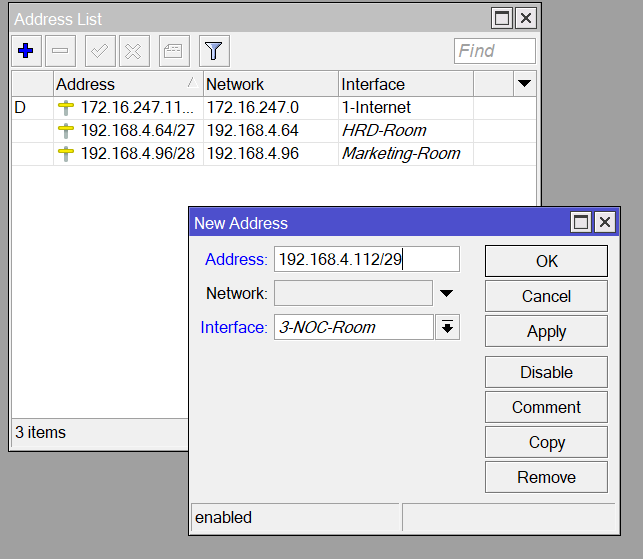 Address List
Find
Address Network Interface
D 172.16.247.11... 172.16.247.0 1-Internet
192.168.4.64/27 192.168.4.64 HRD-Room
192.168.4.96/28 192.168.4.96 Marketing-Room
3 items
New Address
Address: 192.168.4.112/29
Network:
Interface: 3-NOC-Room
OK
Cancel
Apply
Disable
Comment
Copy
Remove
enabled